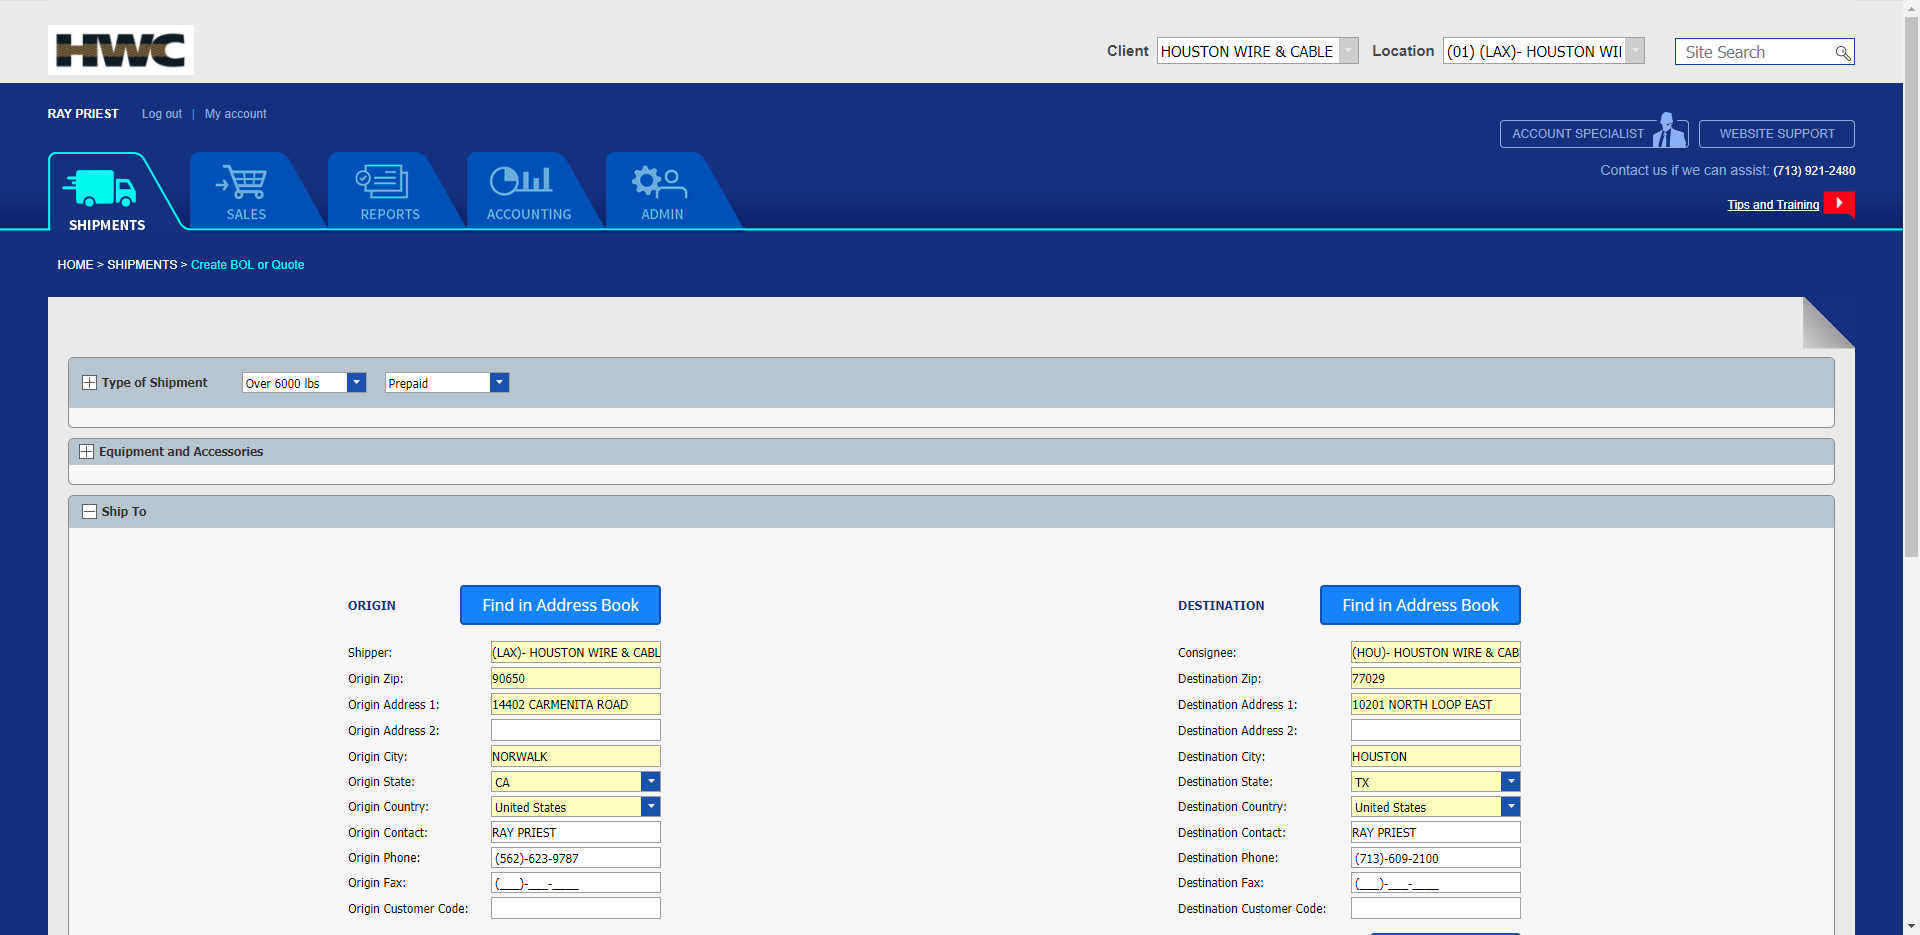 HWC
Client HOUSTON WIRE & CABLE Location (01) (LAX)- HOUSTON WII Site Search
RAY PRIEST Log out | My account
ACCOUNT SPECIALIST WEBSITE SUPPORT
Contact us if we can assist: (713) 921-2480
Tips and Training
SHIPMENTS SALES REPORTS ACCOUNTING ADMIN
HOME > SHIPMENTS > Create BOL or Quote
Type of Shipment Over 6000 lbs Prepaid
Equipment and Accessories
Ship To
ORIGIN Find in Address Book
Shipper: (LAX)- HOUSTON WIRE & CABL
Origin Zip: 90650
Origin Address 1: 14402 CARMENITA ROAD
Origin Address 2:
Origin City: NORWALK
Origin State: CA
Origin Country: United States
Origin Contact: RAY PRIEST
Origin Phone: (562)-623-9787
Origin Fax: (___)-___-____
Origin Customer Code:
DESTINATION Find in Address Book
Consignee: (HOU)- HOUSTON WIRE & CAB
Destination Zip: 77029
Destination Address 1: 10201 NORTH LOOP EAST
Destination Address 2:
Destination City: HOUSTON
Destination State: TX
Destination Country: United States
Destination Contact: RAY PRIEST
Destination Phone: (713)-609-2100
Destination Fax: (___)-___-____
Destination Customer Code: